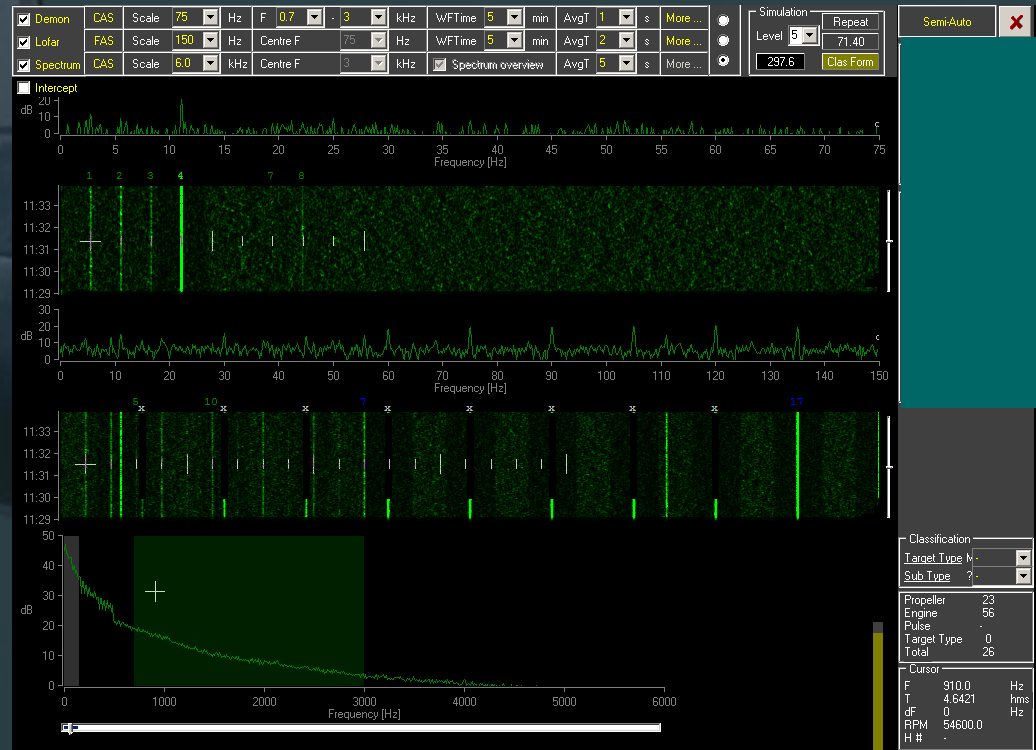 Demon CAS Scale 75 Hz F 0.7 - 3 kHz WFTime 5 min AvgT 1 s More ...
Lofar FAS Scale 150 Hz Centre F 75 Hz WFTime 5 min AvgT 2 s More ...
Spectrum CAS Scale 6.0 kHz Centre F 3 kHz Spectrum overview AvgT 5 s More ...
Simulation
Level 5 Repeat
71.40
297.6 Clas Form
Semi-Auto
Intercept
dB 20 10 0
c
0 5 10 15 20 25 30 35 40 45 50 55 60 65 70 75
Frequency [Hz]
1 2 3 4 7 8
11:33
11:32
11:31
11:30
11:29
dB 30 20 10 0
c
0 10 20 30 40 50 60 70 80 90 100 110 120 130 140 150
Frequency [Hz]
5 10 7 17
x x x x x x x x
11:33
11:32
11:31
11:30
11:29
50
40
30
dB
20
10
0
0 1000 2000 3000 4000 5000 6000
Frequency [Hz]
Classification
Target Type M -
Sub Type ? -
Propeller 23
Engine 56
Pulse -
Target Type 0
Total 26
Cursor
F 910.0 Hz
T 4.6421 hms
dF 0 Hz
RPM 54600.0
H # -